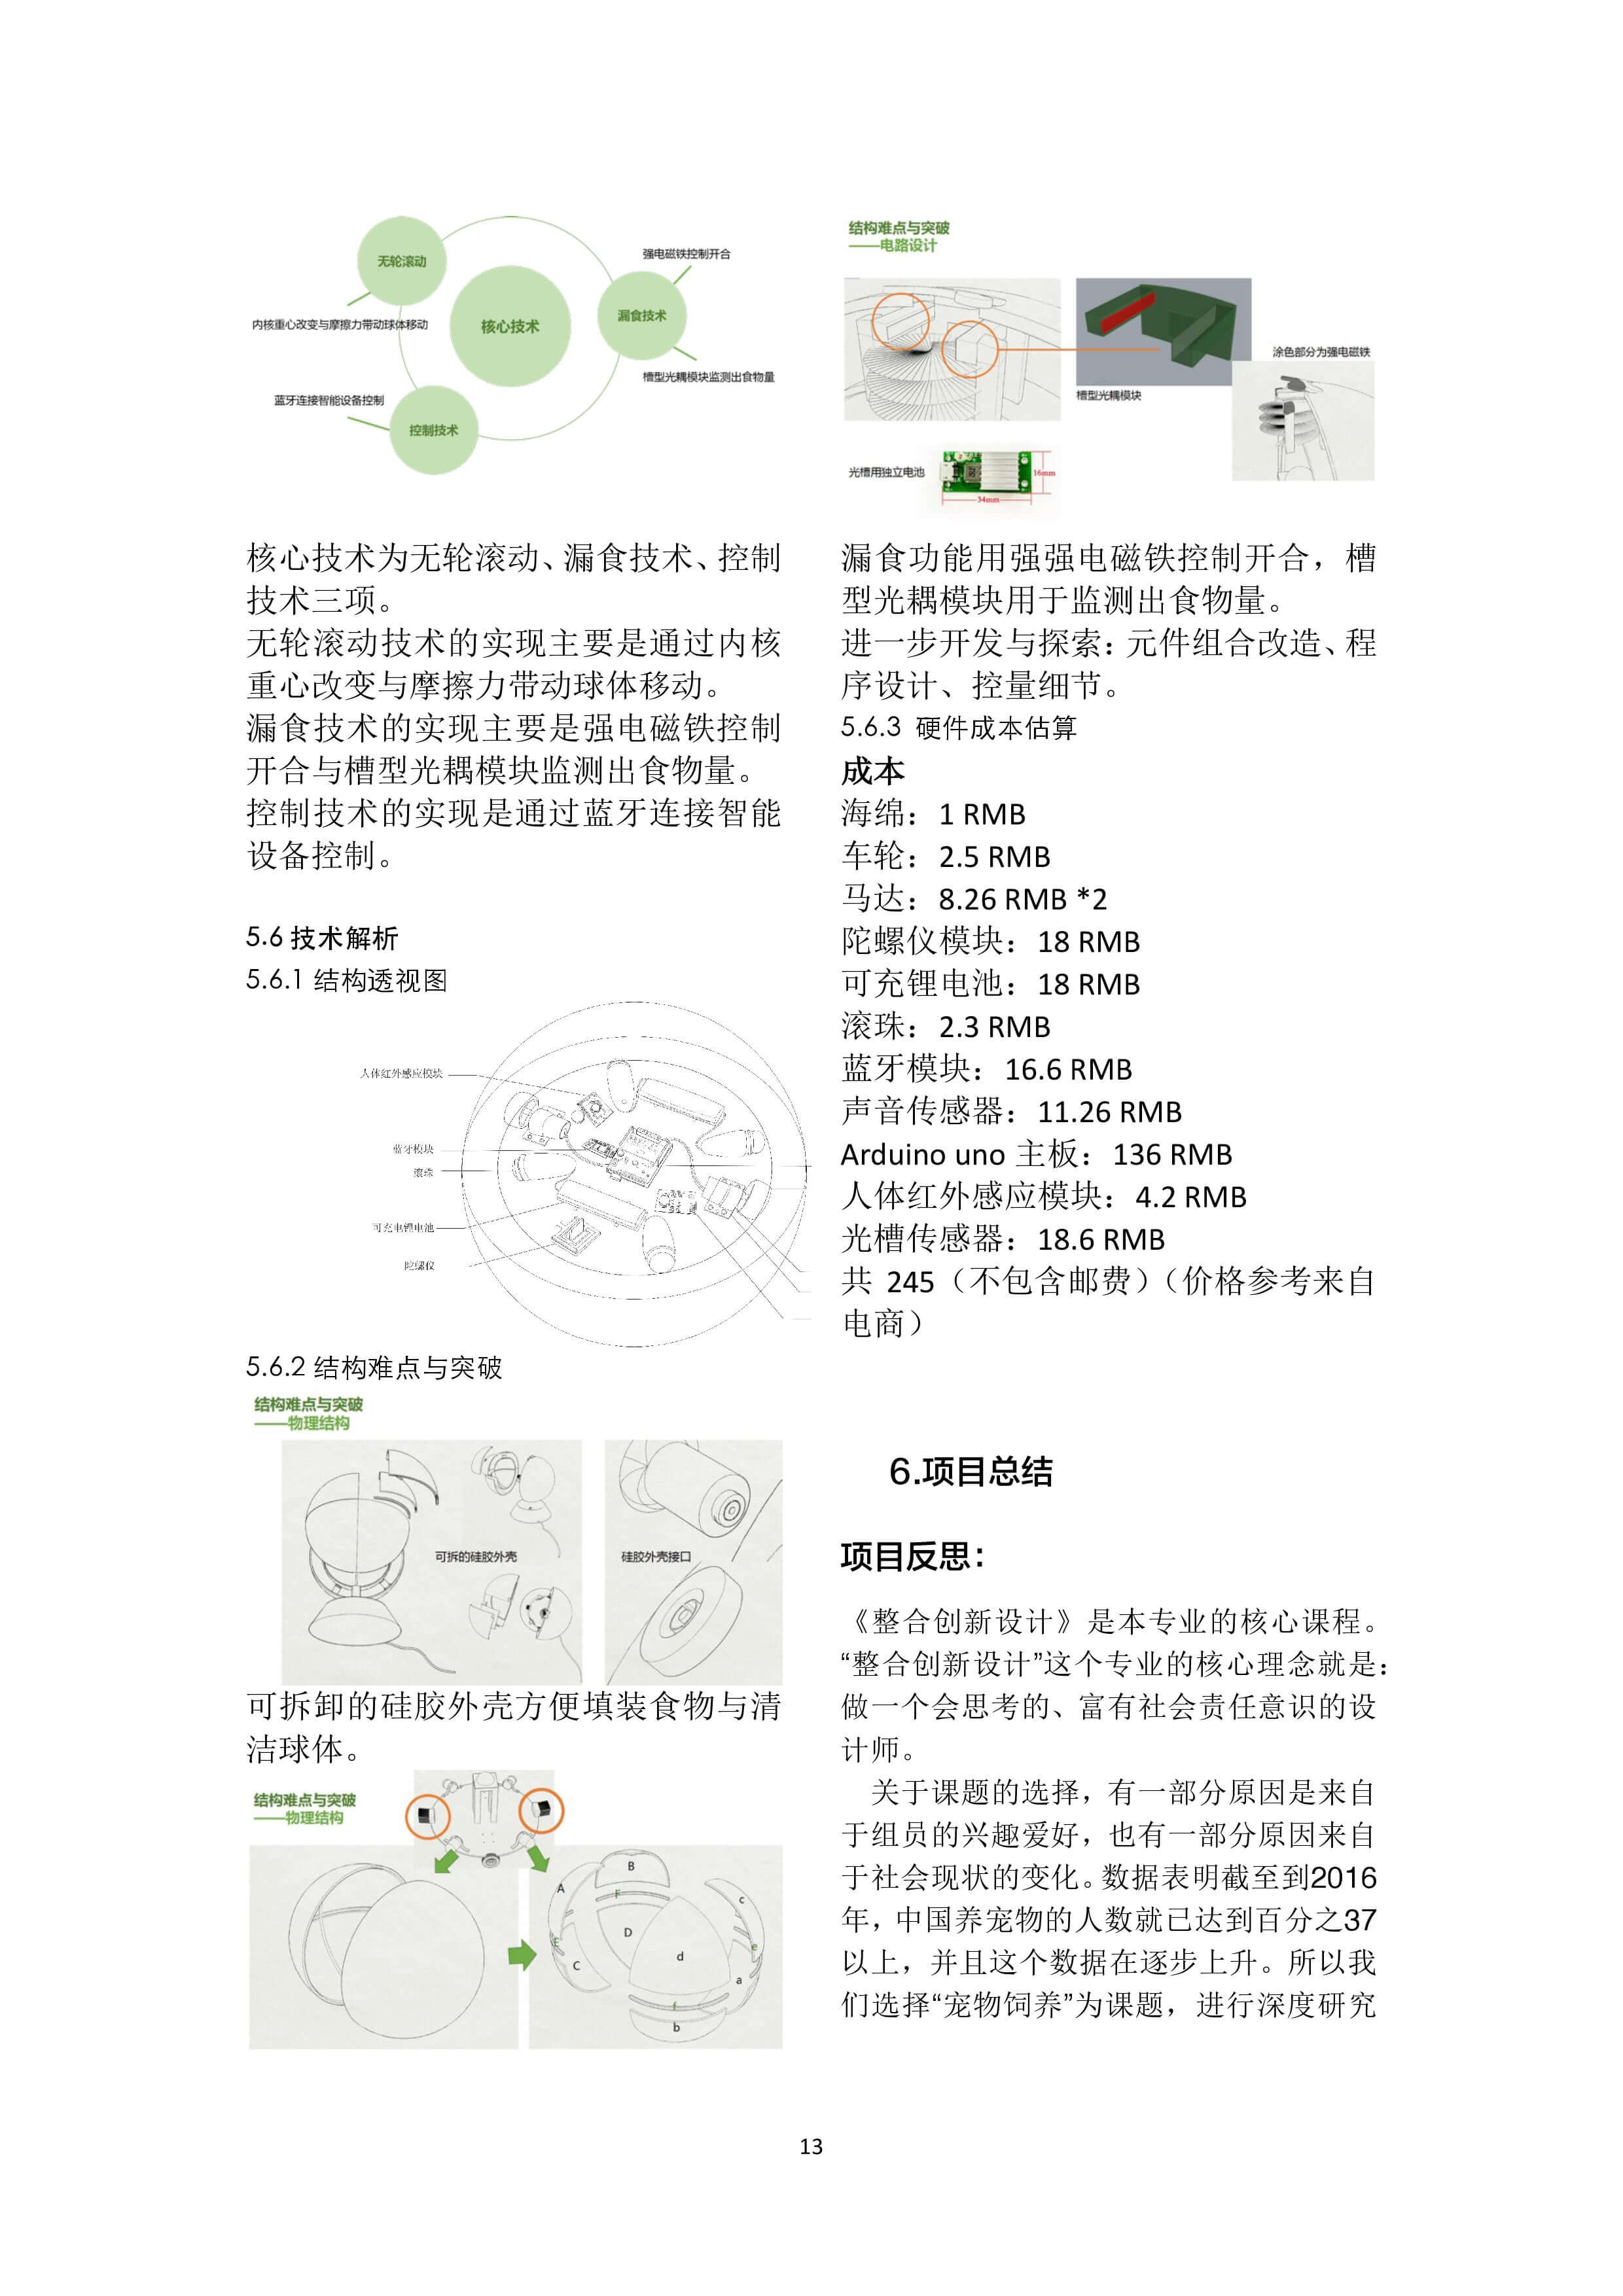 无轮滚动
内核重心改变与摩擦力带动球体移动
核心技术
强电磁铁控制开合
漏食技术
槽型光耦模块监测出食物量
蓝牙连接智能设备控制
控制技术
核心技术为无轮滚动、漏食技术、控制
技术三项。
无轮滚动技术的实现主要是通过内核
重心改变与摩擦力带动球体移动。
漏食技术的实现主要是强电磁铁控制
开合与槽型光耦模块监测出食物量。
控制技术的实现是通过蓝牙连接智能
设备控制。
5.6 技术解析
5.6.1 结构透视图
人体红外感应模块
蓝牙模块
滚珠
可充电锂电池
陀螺仪
5.6.2 结构难点与突破
结构难点与突破
——物理结构
可拆的硅胶外壳
硅胶外壳接口
可拆卸的硅胶外壳方便填装食物与清
洁球体。
结构难点与突破
——物理结构
A
B
F
D
E
C
c
d
e
a
f
b
结构难点与突破
——电路设计
涂色部分为强电磁铁
槽型光耦模块
光槽用独立电池
16mm
34mm
漏食功能用强强电磁铁控制开合，槽
型光耦模块用于监测出食物量。
进一步开发与探索：元件组合改造、程
序设计、控量细节。
5.6.3 硬件成本估算
成本
海绵：1 RMB
车轮：2.5 RMB
马达：8.26 RMB *2
陀螺仪模块：18 RMB
可充锂电池：18 RMB
滚珠：2.3 RMB
蓝牙模块：16.6 RMB
声音传感器：11.26 RMB
Arduino uno 主板：136 RMB
人体红外感应模块：4.2 RMB
光槽传感器：18.6 RMB
共 245（不包含邮费）（价格参考来自
电商）
6.项目总结
项目反思：
《整合创新设计》是本专业的核心课程。
“整合创新设计”这个专业的核心理念就是：
做一个会思考的、富有社会责任意识的设
计师。
关于课题的选择，有一部分原因是来自
于组员的兴趣爱好，也有一部分原因来自
于社会现状的变化。数据表明截至到2016
年，中国养宠物的人数就已达到百分之37
以上，并且这个数据在逐步上升。所以我
们选择“宠物饲养”为课题，进行深度研究
13